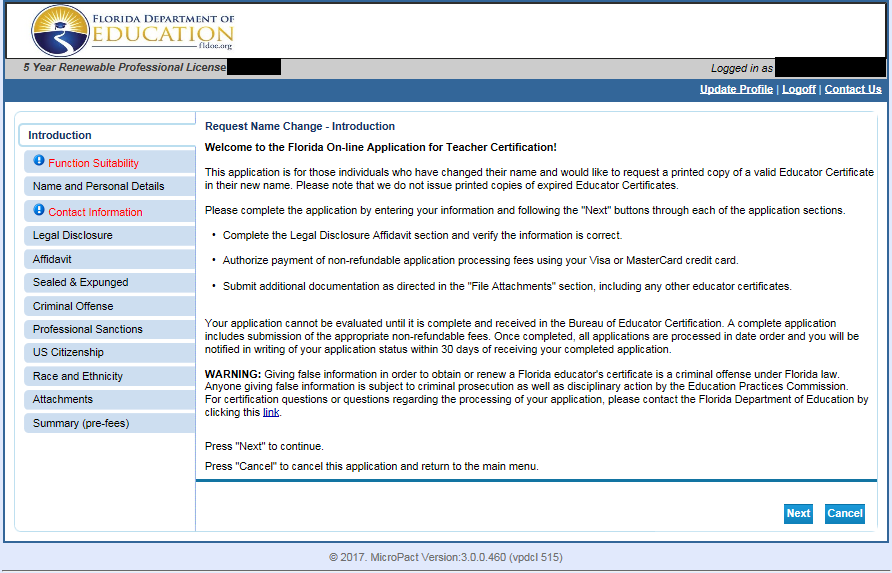 FLORIDA DEPARTMENT OF
EDUCATION
fldoe.org
5 Year Renewable Professional License
Logged in as
Update Profile | Logoff | Contact Us
Introduction
Function Suitability
Name and Personal Details
Contact Information
Legal Disclosure
Affidavit
Sealed & Expunged
Criminal Offense
Professional Sanctions
US Citizenship
Race and Ethnicity
Attachments
Summary (pre-fees)
Request Name Change - Introduction
Welcome to the Florida On-line Application for Teacher Certification!
This application is for those individuals who have changed their name and would like to request a printed copy of a valid Educator Certificate
in their new name. Please note that we do not issue printed copies of expired Educator Certificates.
Please complete the application by entering your information and following the "Next" buttons through each of the application sections.
• Complete the Legal Disclosure Affidavit section and verify the information is correct.
• Authorize payment of non-refundable application processing fees using your Visa or MasterCard credit card.
• Submit additional documentation as directed in the "File Attachments" section, including any other educator certificates.
Your application cannot be evaluated until it is complete and received in the Bureau of Educator Certification. A complete application
includes submission of the appropriate non-refundable fees. Once completed, all applications are processed in date order and you will be
notified in writing of your application status within 30 days of receiving your completed application.
WARNING: Giving false information in order to obtain or renew a Florida educator's certificate is a criminal offense under Florida law.
Anyone giving false information is subject to criminal prosecution as well as disciplinary action by the Education Practices Commission.
For certification questions or questions regarding the processing of your application, please contact the Florida Department of Education by
clicking this link.
Press "Next" to continue.
Press "Cancel" to cancel this application and return to the main menu.
Next Cancel
© 2017. MicroPact Version:3.0.0.460 (vpdcl 515)